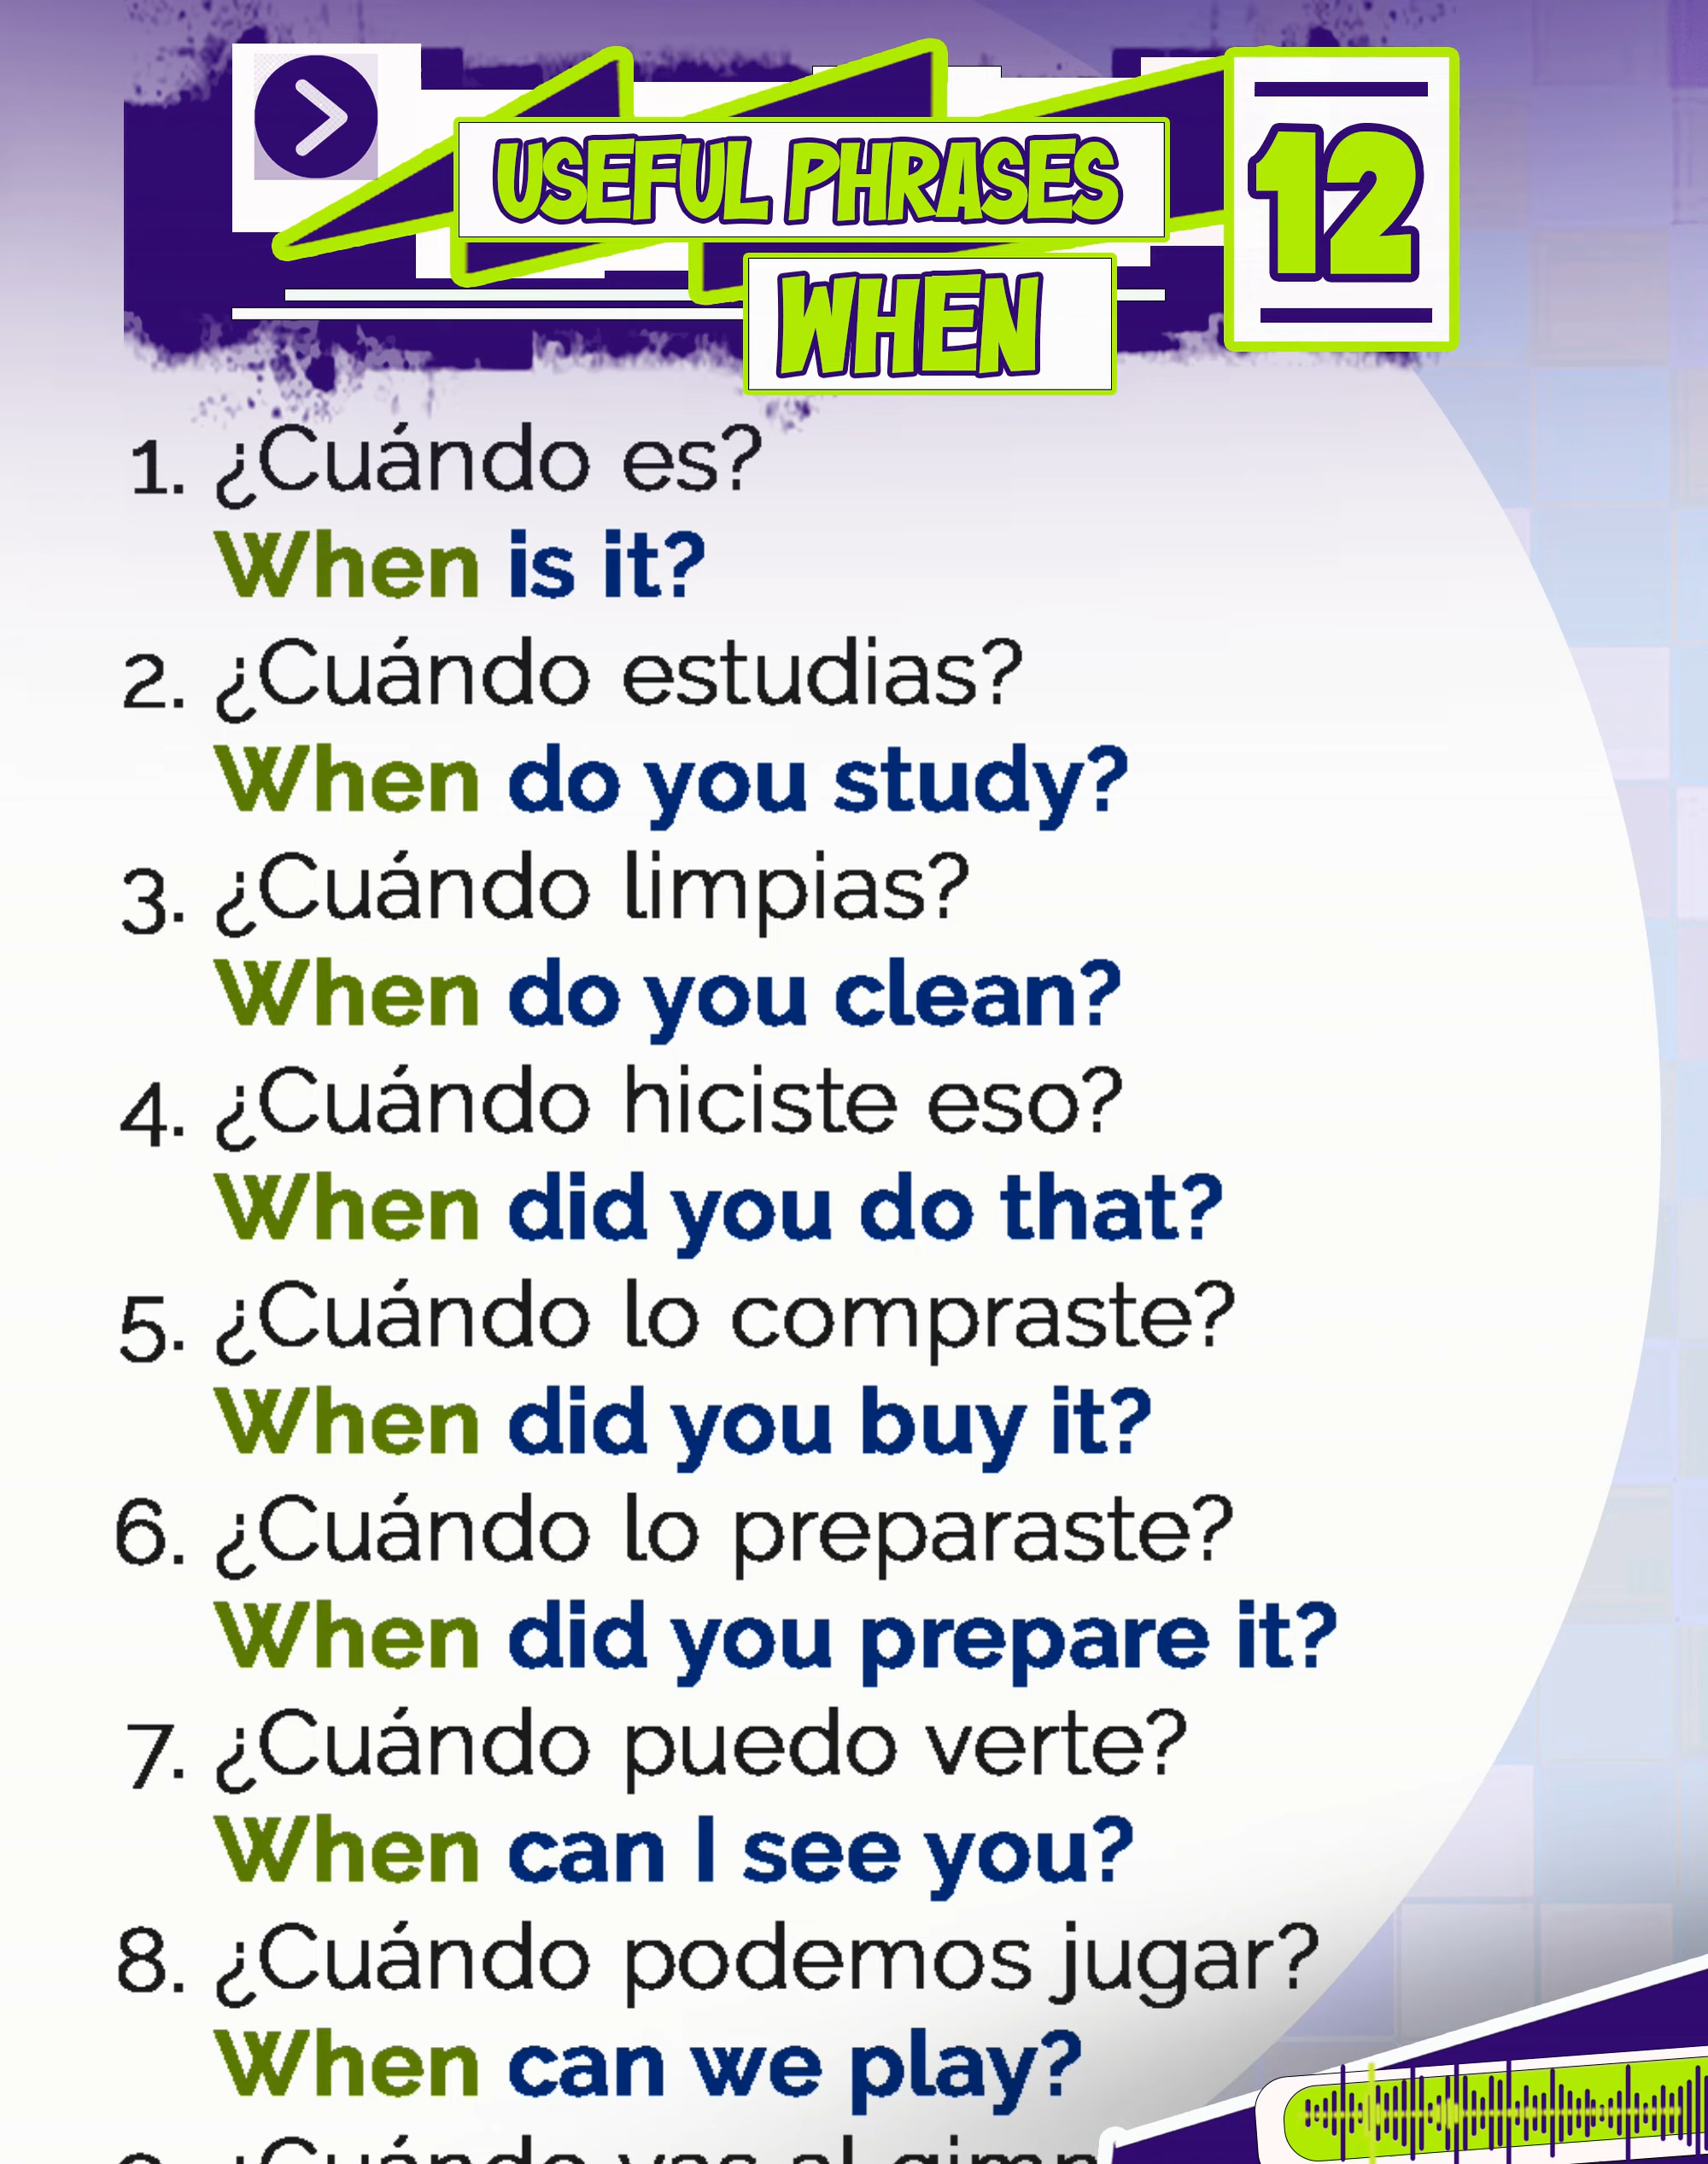 USEFUL PHRASES
12
WHEN
1. ¿Cuándo es?
When is it?
2. ¿Cuándo estudias?
When do you study?
3. ¿Cuándo limpias?
When do you clean?
4. ¿Cuándo hiciste eso?
When did you do that?
5. ¿Cuándo lo compraste?
When did you buy it?
6. ¿Cuándo lo preparaste?
When did you prepare it?
7. ¿Cuándo puedo verte?
When can I see you?
8. ¿Cuándo podemos jugar?
When can we play?
¿Cuándo vas al